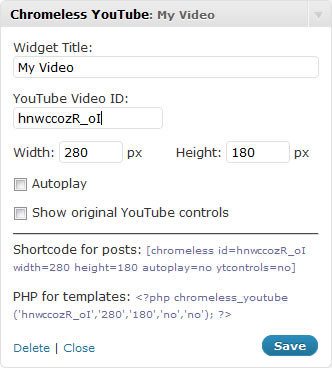 Chromeless YouTube: My Video
Widget Title:
My Video
YouTube Video ID:
hnwccozR_oI
Width: 280 px Height: 180 px
Autoplay
Show original YouTube controls
Shortcode for posts: [chromeless id=hnwccozR_oI
width=280 height=180 autoplay=no ytcontrols=no]
PHP for templates: <?php chromeless_youtube
('hnwccozR_oI','280','180','no','no'); ?>
Delete | Close Save